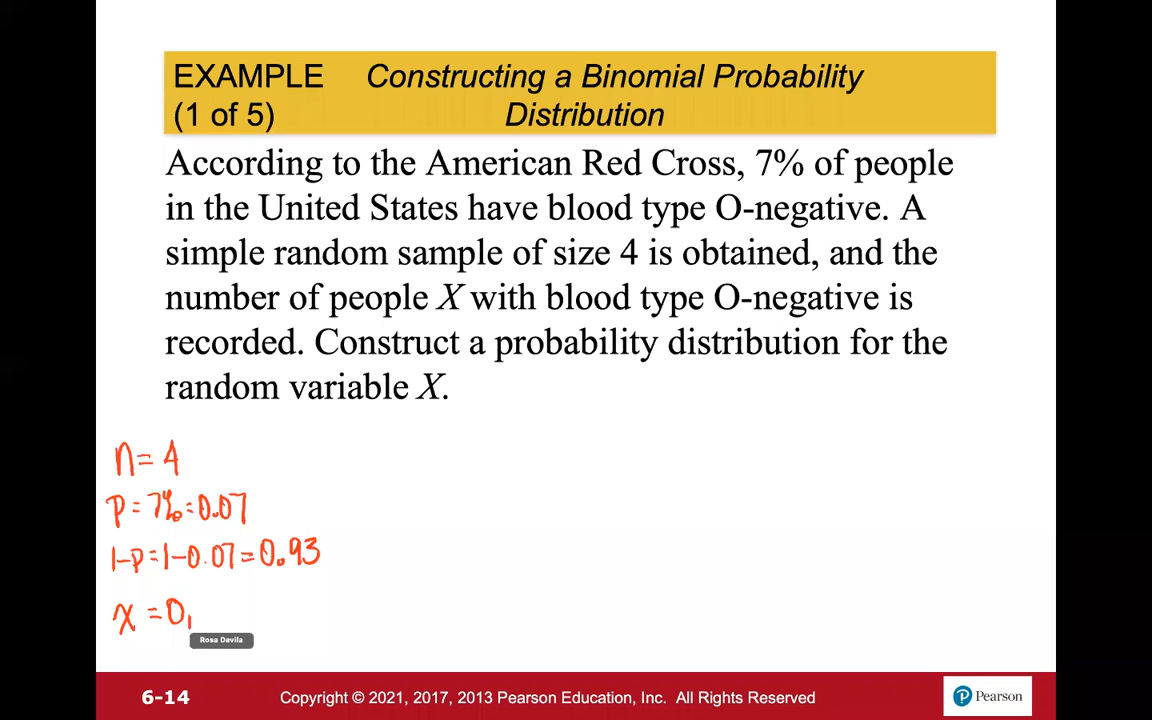 EXAMPLE Constructing a Binomial Probability
(1 of 5) Distribution
According to the American Red Cross, 7% of people
in the United States have blood type O-negative. A
simple random sample of size 4 is obtained, and the
number of people X with blood type O-negative is
recorded. Construct a probability distribution for the
random variable X.
n = 4
p = 7% = 0.07
1-p = 1-0.07 = 0.93
x = 0,
Rosa Davila
6-14 Copyright © 2021, 2017, 2013 Pearson Education, Inc. All Rights Reserved Pearson